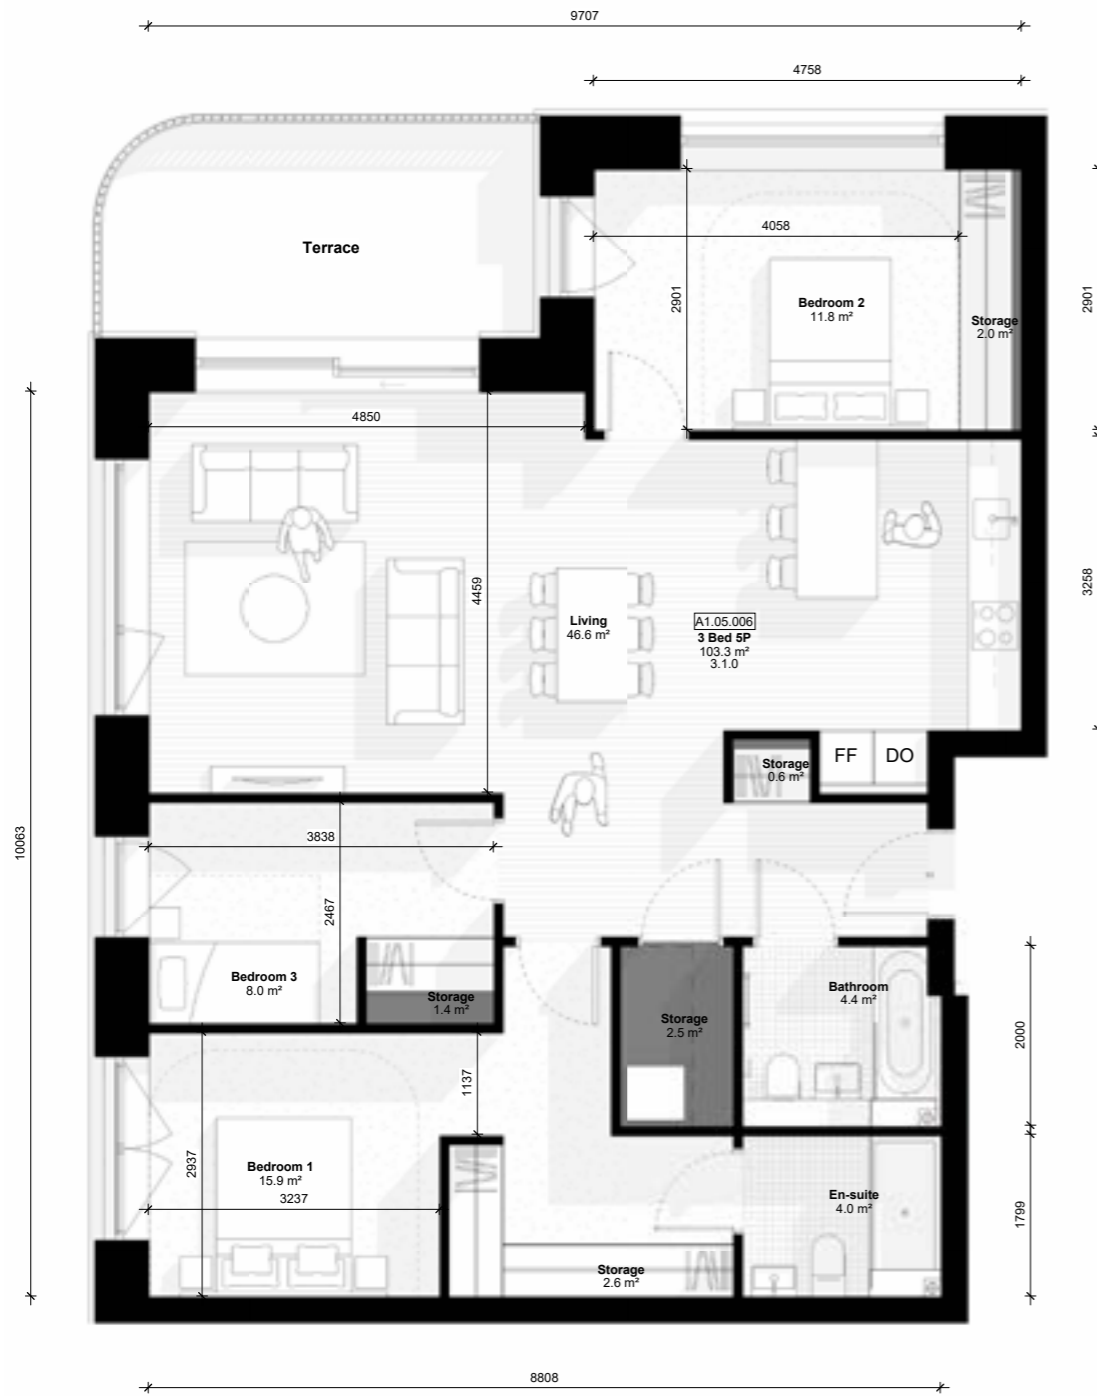 9707
4758
Terrace
4058
2901
2901
Bedroom 2
11.8 m²
Storage
2.0 m²
4850
4459
3258
Living
46.6 m²
A1.05.006
3 Bed 5P
103.3 m²
3.1.0
Storage
0.6 m²
FF
DO
10063
3838
2467
Bedroom 3
8.0 m²
Storage
1.4 m²
Storage
2.5 m²
Bathroom
4.4 m²
2000
1137
2937
Bedroom 1
15.9 m²
3237
En-suite
4.0 m²
1799
Storage
2.6 m²
8808